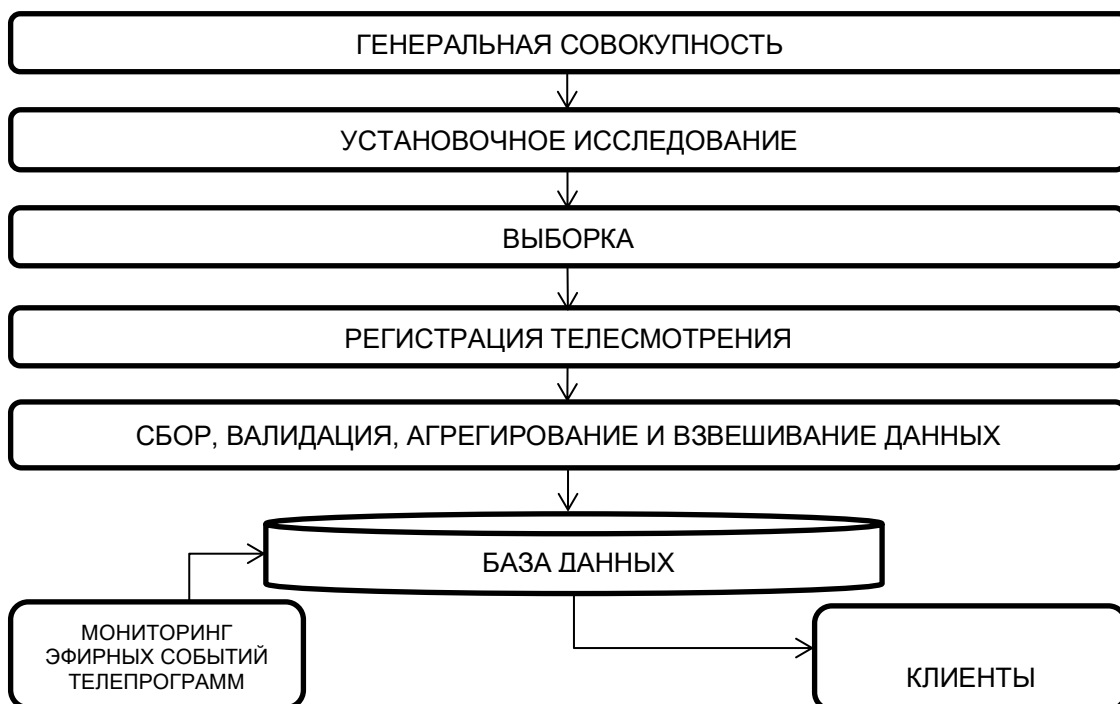 ГЕНЕРАЛЬНАЯ СОВОКУПНОСТЬ
УСТАНОВОЧНОЕ ИССЛЕДОВАНИЕ
ВЫБОРКА
РЕГИСТРАЦИЯ ТЕЛЕСМОТРЕНИЯ
СБОР, ВАЛИДАЦИЯ, АГРЕГИРОВАНИЕ И ВЗВЕШИВАНИЕ ДАННЫХ
БАЗА ДАННЫХ
МОНИТОРИНГ
ЭФИРНЫХ СОБЫТИЙ
ТЕЛЕПРОГРАММ
КЛИЕНТЫ